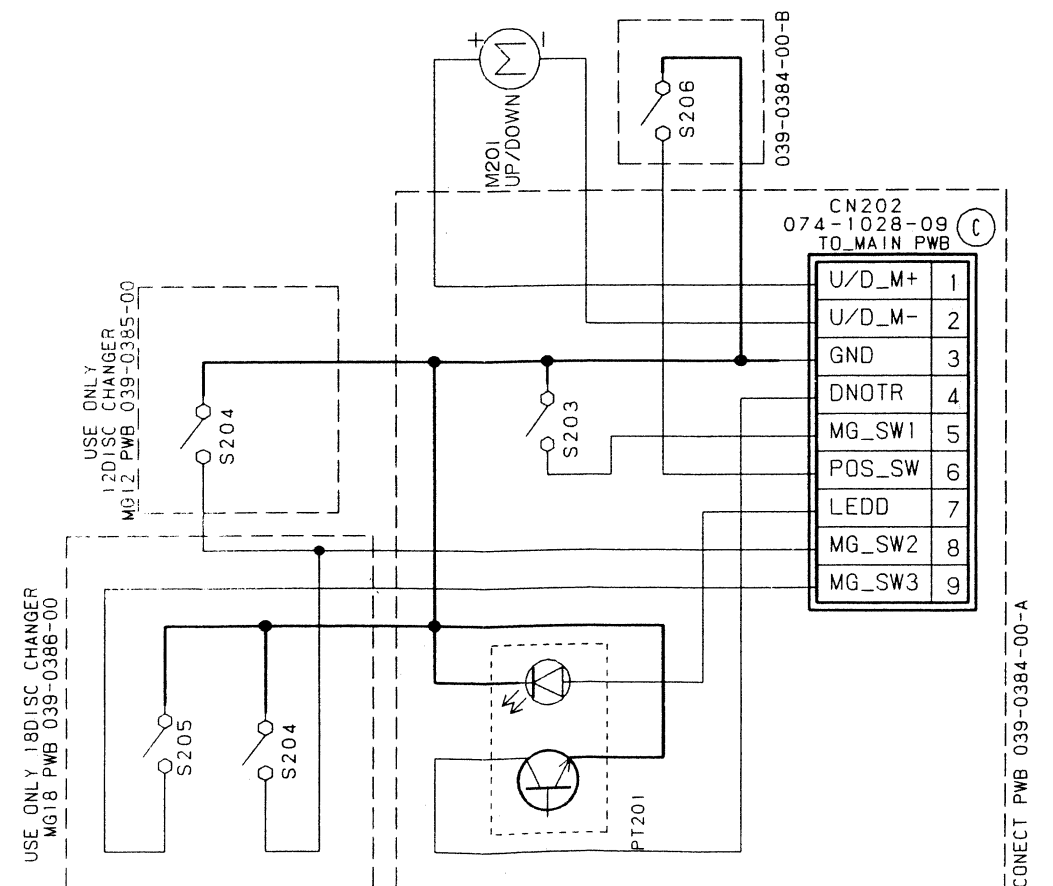 +
M
-
M201
UP/DOWN
S206
039-0384-00-B
CN202
074-1028-09
C
TO_MAIN PWB
U/D_M+ 1
U/D_M- 2
GND 3
DNOTR 4
MG_SW1 5
POS_SW 6
LEDD 7
MG_SW2 8
MG_SW3 9
USE ONLY
12DISC CHANGER
MG12 PWB 039-0385-00
S204
S203
USE ONLY 18DISC CHANGER
MG18 PWB 039-0386-00
S205
S204
PT201
CONECT PWB 039-0384-00-A